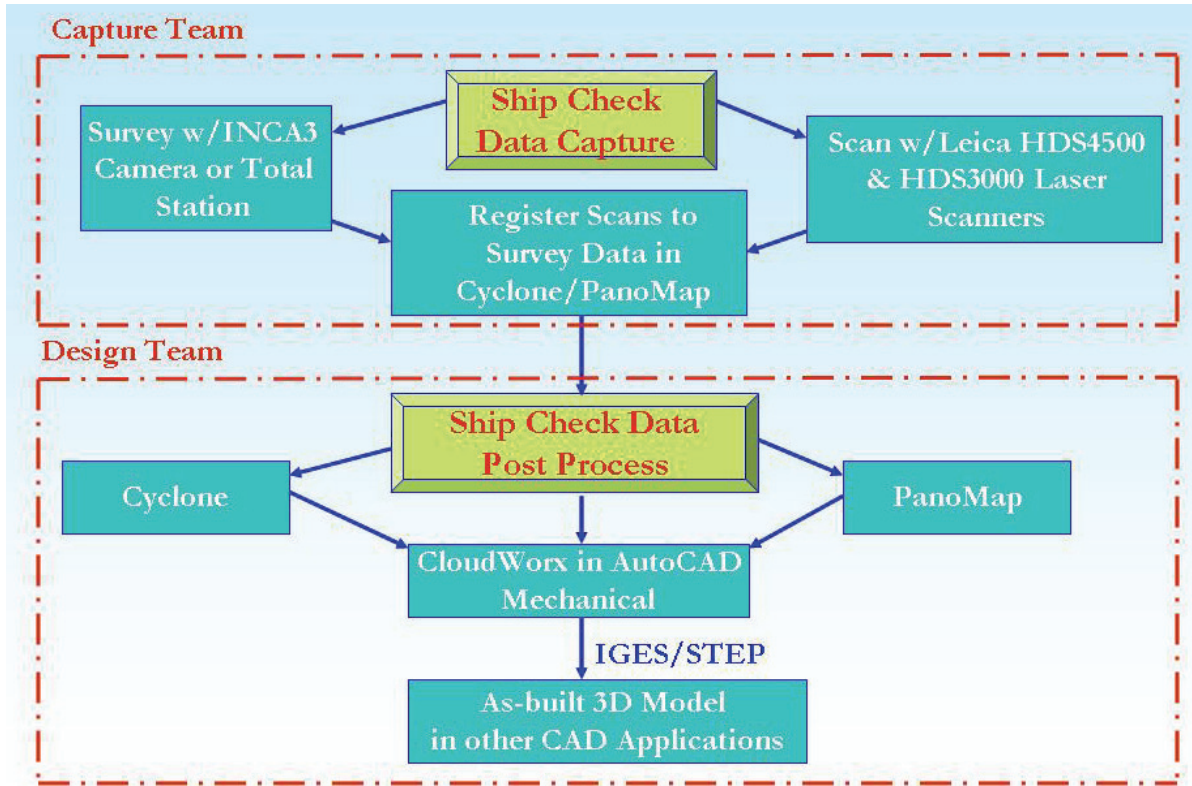 Capture Team
Ship Check
Data Capture
Survey w/INCA3
Camera or Total
Station
Scan w/Leica HDS4500
& HDS3000 Laser
Scanners
Register Scans to
Survey Data in
Cyclone/PanoMap
Design Team
Ship Check Data
Post Process
Cyclone
PanoMap
CloudWorx in AutoCAD
Mechanical
IGES/STEP
As-built 3D Model
in other CAD Applications